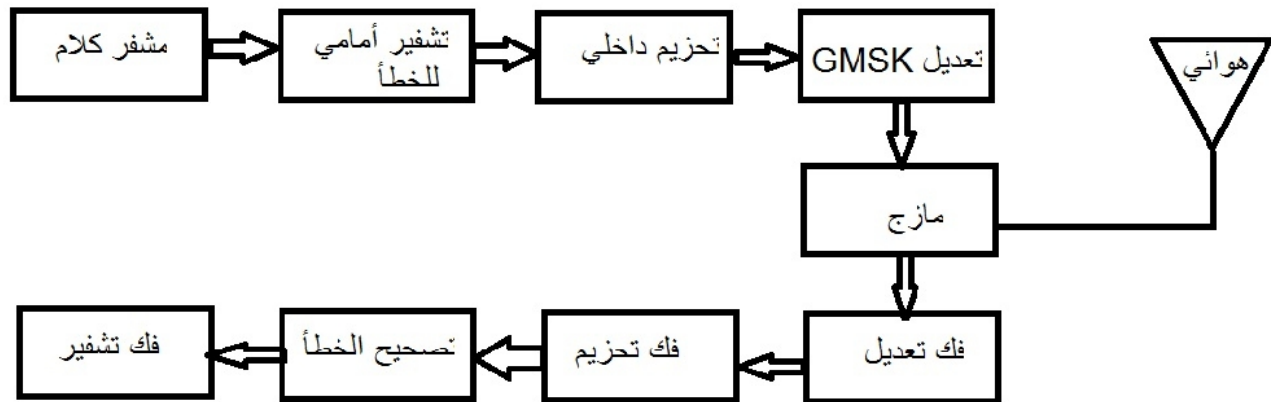 مشفر كلام
تشفير أمامي
للخطأ
تحزيم داخلي
تعديل GMSK
هوائي
مازج
فك تعديل
فك تحزيم
تصحيح الخطأ
فك تشفير